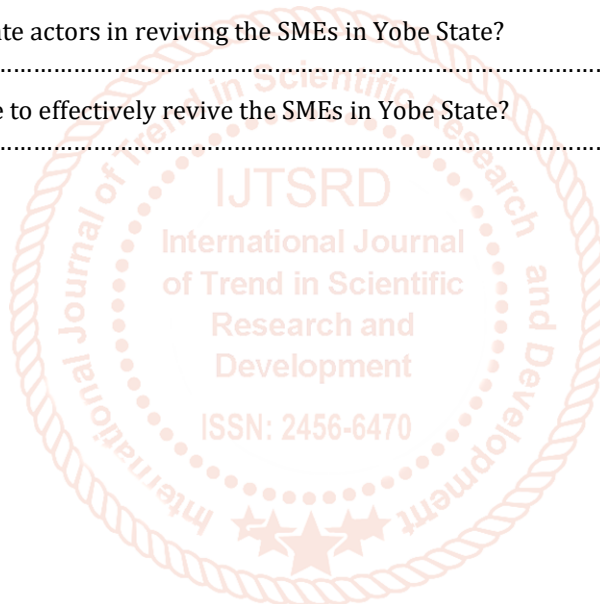 te actors in reviving the SMEs in Yobe State?
................................................................................
e to effectively revive the SMEs in Yobe State?
................................................................................
International Journal of Trend in Scientific Research and Development
IJTSRD
International Journal
of Trend in Scientific
Research and
Development
ISSN: 2456-6470